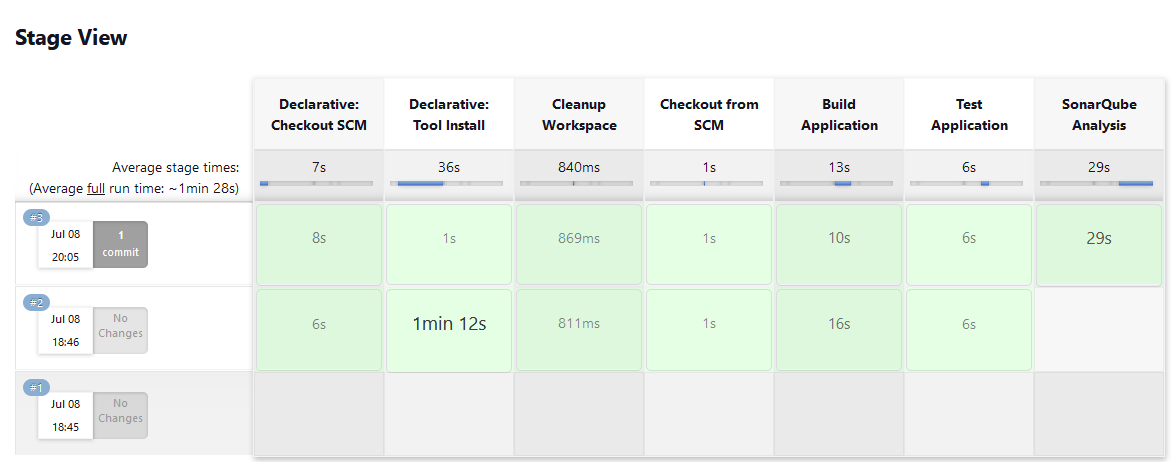 Stage View
Declarative: Checkout SCM
Declarative: Tool Install
Cleanup Workspace
Checkout from SCM
Build Application
Test Application
SonarQube Analysis
Average stage times:
(Average full run time: ~1min 28s)
7s
36s
840ms
1s
13s
6s
29s
#3
Jul 08
20:05
1
commit
8s
1s
869ms
1s
10s
6s
29s
#2
Jul 08
18:46
No
Changes
6s
1min 12s
811ms
1s
16s
6s
#1
Jul 08
18:45
No
Changes